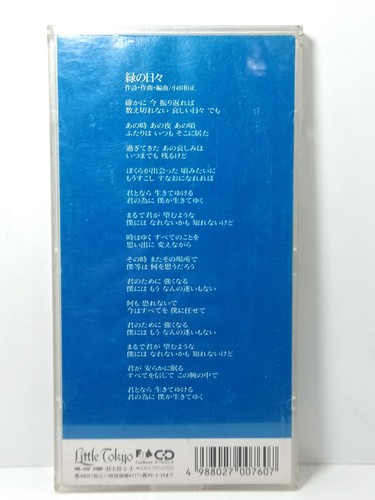 緑の日々
作詩・作曲・編曲/小田和正
確かに 今 振り返れば
数え切れない 哀しい日々 でも
あの時 あの夜 あの頃
ふたりは いつも そこに居た
過ぎてきた あの哀しみは
いつまでも 残るけど
ぼくらが出会った 頃みたいに
もうすこし すなおになれれば
君となら 生きてゆける
君の為に 僕が生きてゆく
まるで君が 望むような
僕には なれないかも 知れないけど
時はゆく すべてのことを
思い出に 変えながら
その時 またその場所で
僕等は 何を思うだろう
君のために 強くなる
僕には もう なんの迷いもない
何も 恐れないで
今はすべてを 僕に任せて
君のために 強くなる
僕には もう なんの迷いもない
まるで君が 望むような
僕には なれないかも 知れないけど
君が 安らかに眠る
すべてを信じて この腕の中で
君となら 生きてゆける
君の為に 僕が生きてゆく
Little Tokyo
CD
4 988027 007607